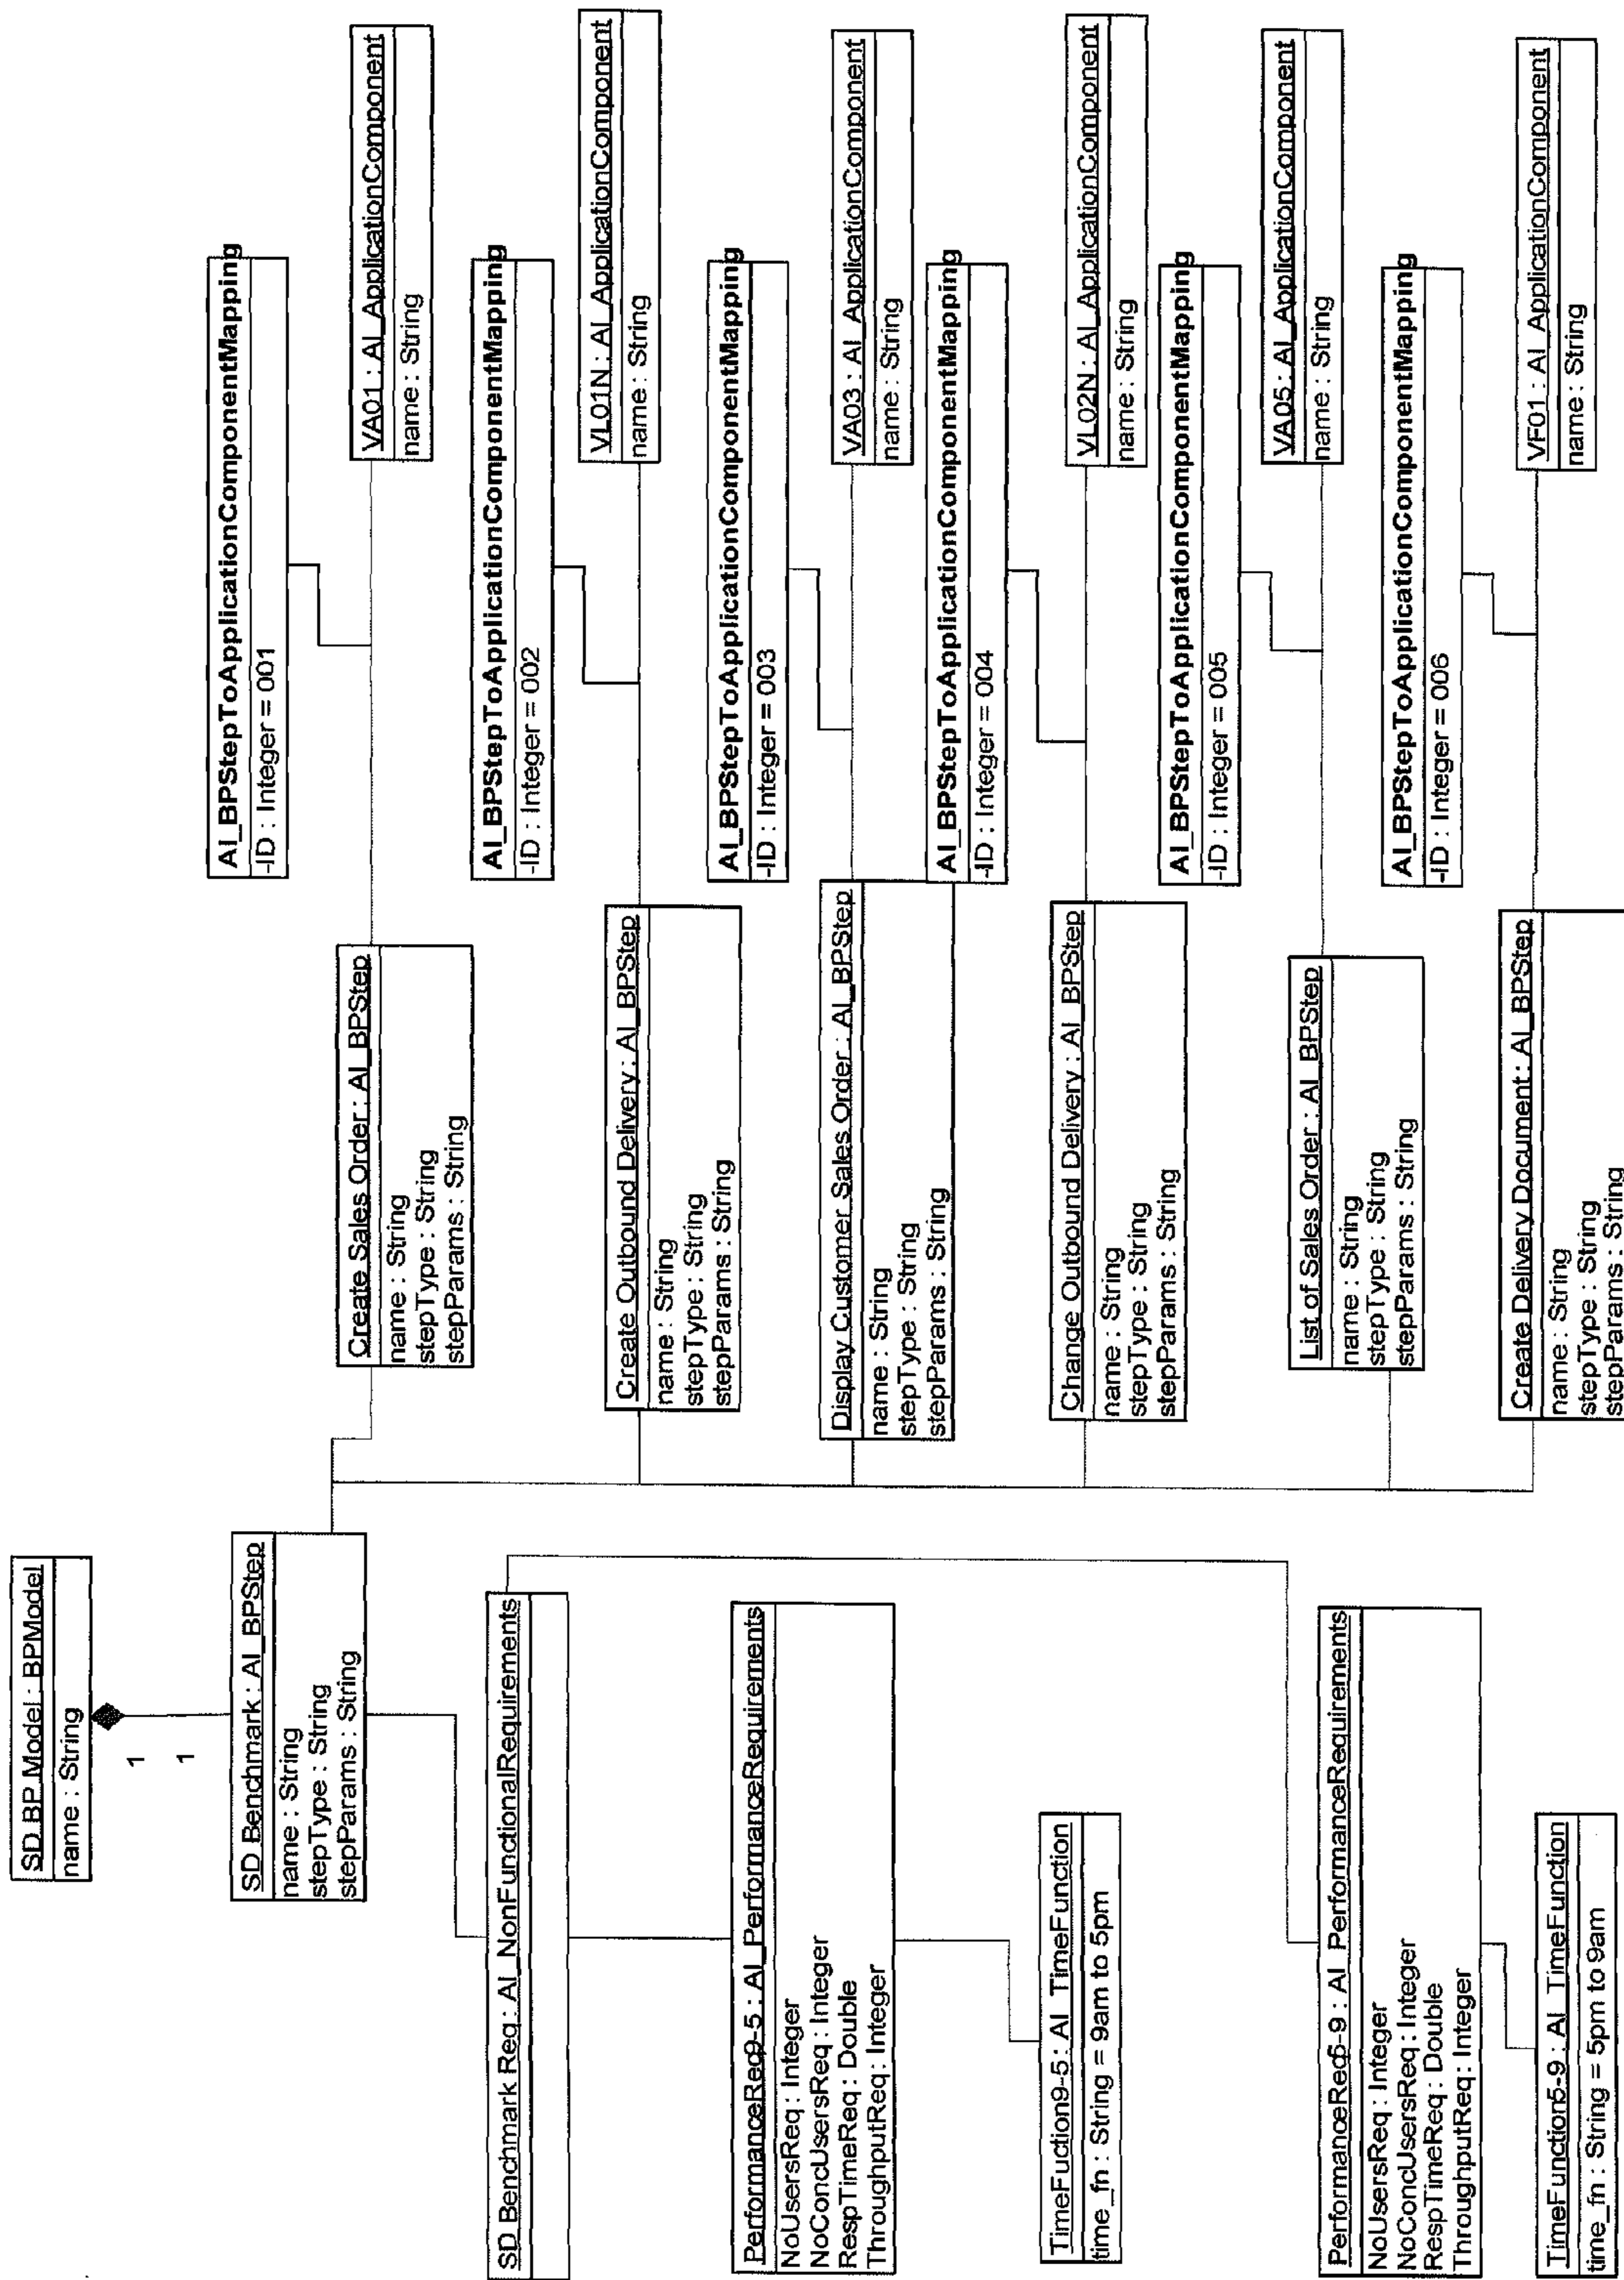 SD BP Model : BPModel
name : String
1
1
SD Benchmark : AI_BPStep
name : String
stepType : String
stepParams : String
SD Benchmark Req : AI_NonFunctionalRequirements
PerformanceReq9-5 : AI_PerformanceRequirements
NoUsersReq : Integer
NoConcUsersReq : Integer
RespTimeReq : Double
ThroughputReq : Integer
TimeFuction9-5 : AI_TimeFunction
time_fn : String = 9am to 5pm
PerformanceReq5-9 : AI_PerformanceRequirements
NoUsersReq : Integer
NoConcUsersReq : Integer
RespTimeReq : Double
ThroughputReq : Integer
TimeFunction5-9 : AI_TimeFunction
time_fn : String = 5pm to 9am
Create Sales Order : AI_BPStep
name : String
stepType : String
stepParams : String
Create Outbound Delivery : AI_BPStep
name : String
stepType : String
stepParams : String
Display Customer Sales Order : AI_BPStep
name : String
stepType : String
stepParams : String
Change Outbound Delivery : AI_BPStep
name : String
stepType : String
stepParams : String
List of Sales Order : AI_BPStep
name : String
stepType : String
stepParams : String
Create Delivery Document : AI_BPStep
name : String
stepType : String
stepParams : String
AI_BPStepToApplicationComponentMapping
-ID : Integer = 001
AI_BPStepToApplicationComponentMapping
-ID : Integer = 002
AI_BPStepToApplicationComponentMapping
-ID : Integer = 003
AI_BPStepToApplicationComponentMapping
-ID : Integer = 004
AI_BPStepToApplicationComponentMapping
-ID : Integer = 005
AI_BPStepToApplicationComponentMapping
-ID : Integer = 006
VA01 : AI_ApplicationComponent
name : String
VL01N : AI_ApplicationComponent
name : String
VA03 : AI_ApplicationComponent
name : String
VL02N : AI_ApplicationComponent
name : String
VA05 : AI_ApplicationComponent
name : String
VF01 : AI_ApplicationComponent
name : String